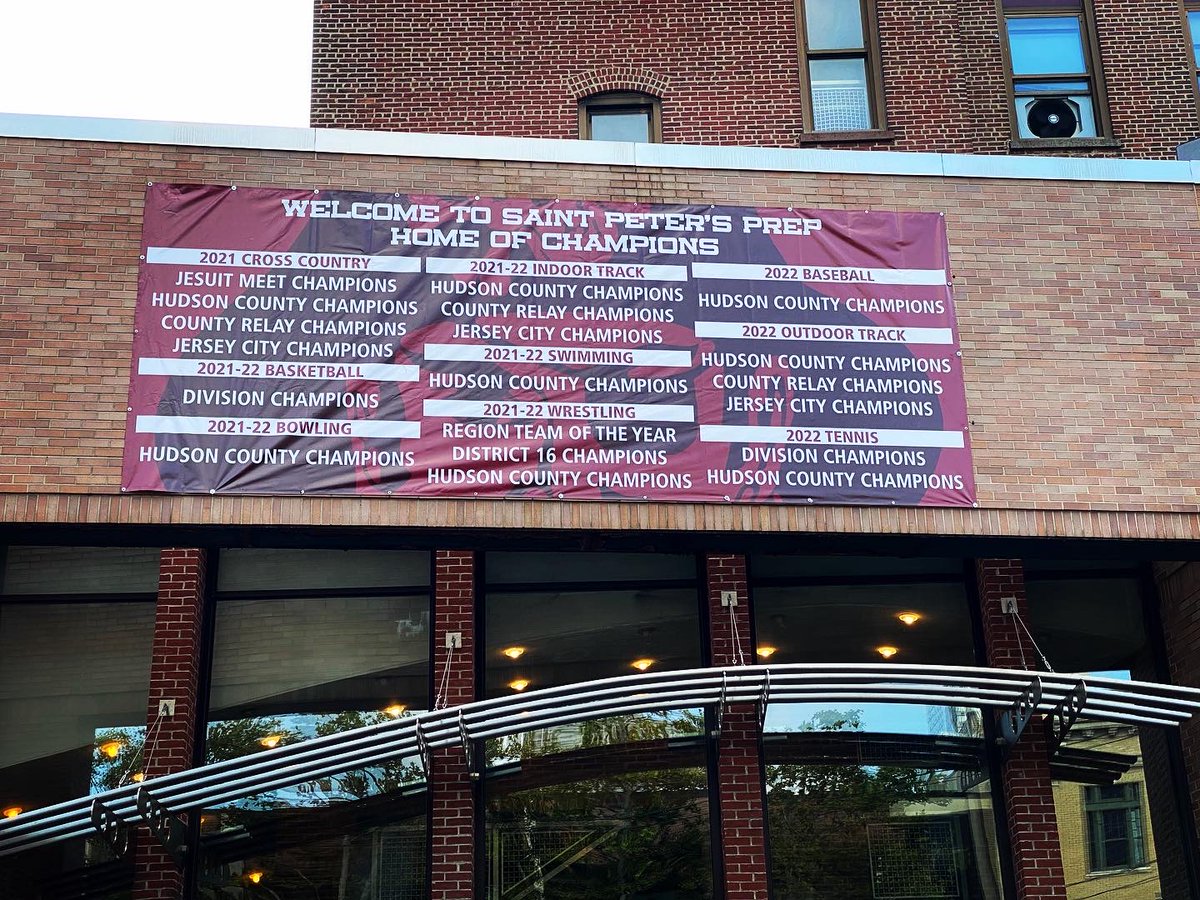 WELCOME TO SAINT PETER'S PREP
HOME OF CHAMPIONS
2021 CROSS COUNTRY
JESUIT MEET CHAMPIONS
HUDSON COUNTY CHAMPIONS
COUNTY RELAY CHAMPIONS
JERSEY CITY CHAMPIONS
2021-22 BASKETBALL
DIVISION CHAMPIONS
2021-22 BOWLING
HUDSON COUNTY CHAMPIONS
2021-22 INDOOR TRACK
HUDSON COUNTY CHAMPIONS
COUNTY RELAY CHAMPIONS
JERSEY CITY CHAMPIONS
2021-22 SWIMMING
HUDSON COUNTY CHAMPIONS
2021-22 WRESTLING
REGION TEAM OF THE YEAR
DISTRICT 16 CHAMPIONS
HUDSON COUNTY CHAMPIONS
2022 BASEBALL
HUDSON COUNTY CHAMPIONS
2022 OUTDOOR TRACK
HUDSON COUNTY CHAMPIONS
COUNTY RELAY CHAMPIONS
JERSEY CITY CHAMPIONS
2022 TENNIS
DIVISION CHAMPIONS
HUDSON COUNTY CHAMPIONS